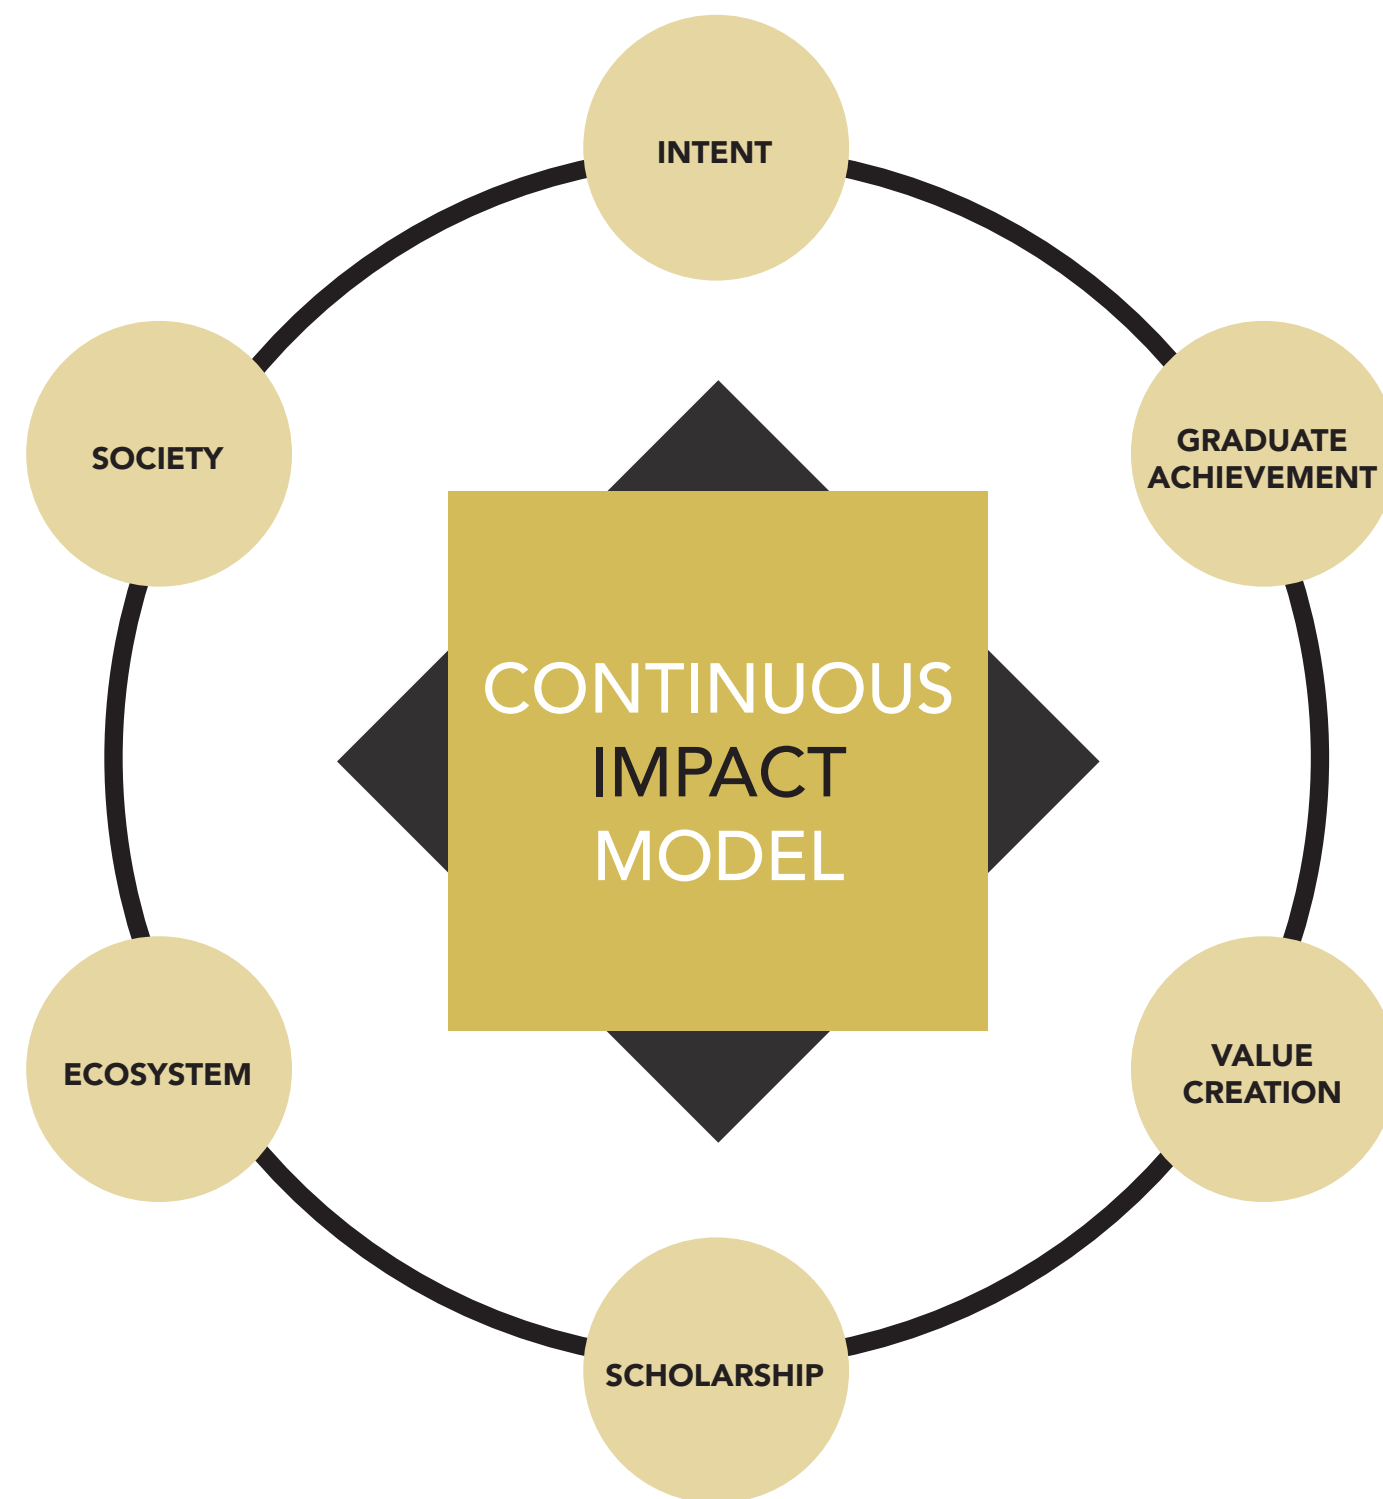 INTENT
SOCIETY
GRADUATE
ACHIEVEMENT
CONTINUOUS
IMPACT
MODEL
ECOSYSTEM
VALUE
CREATION
SCHOLARSHIP